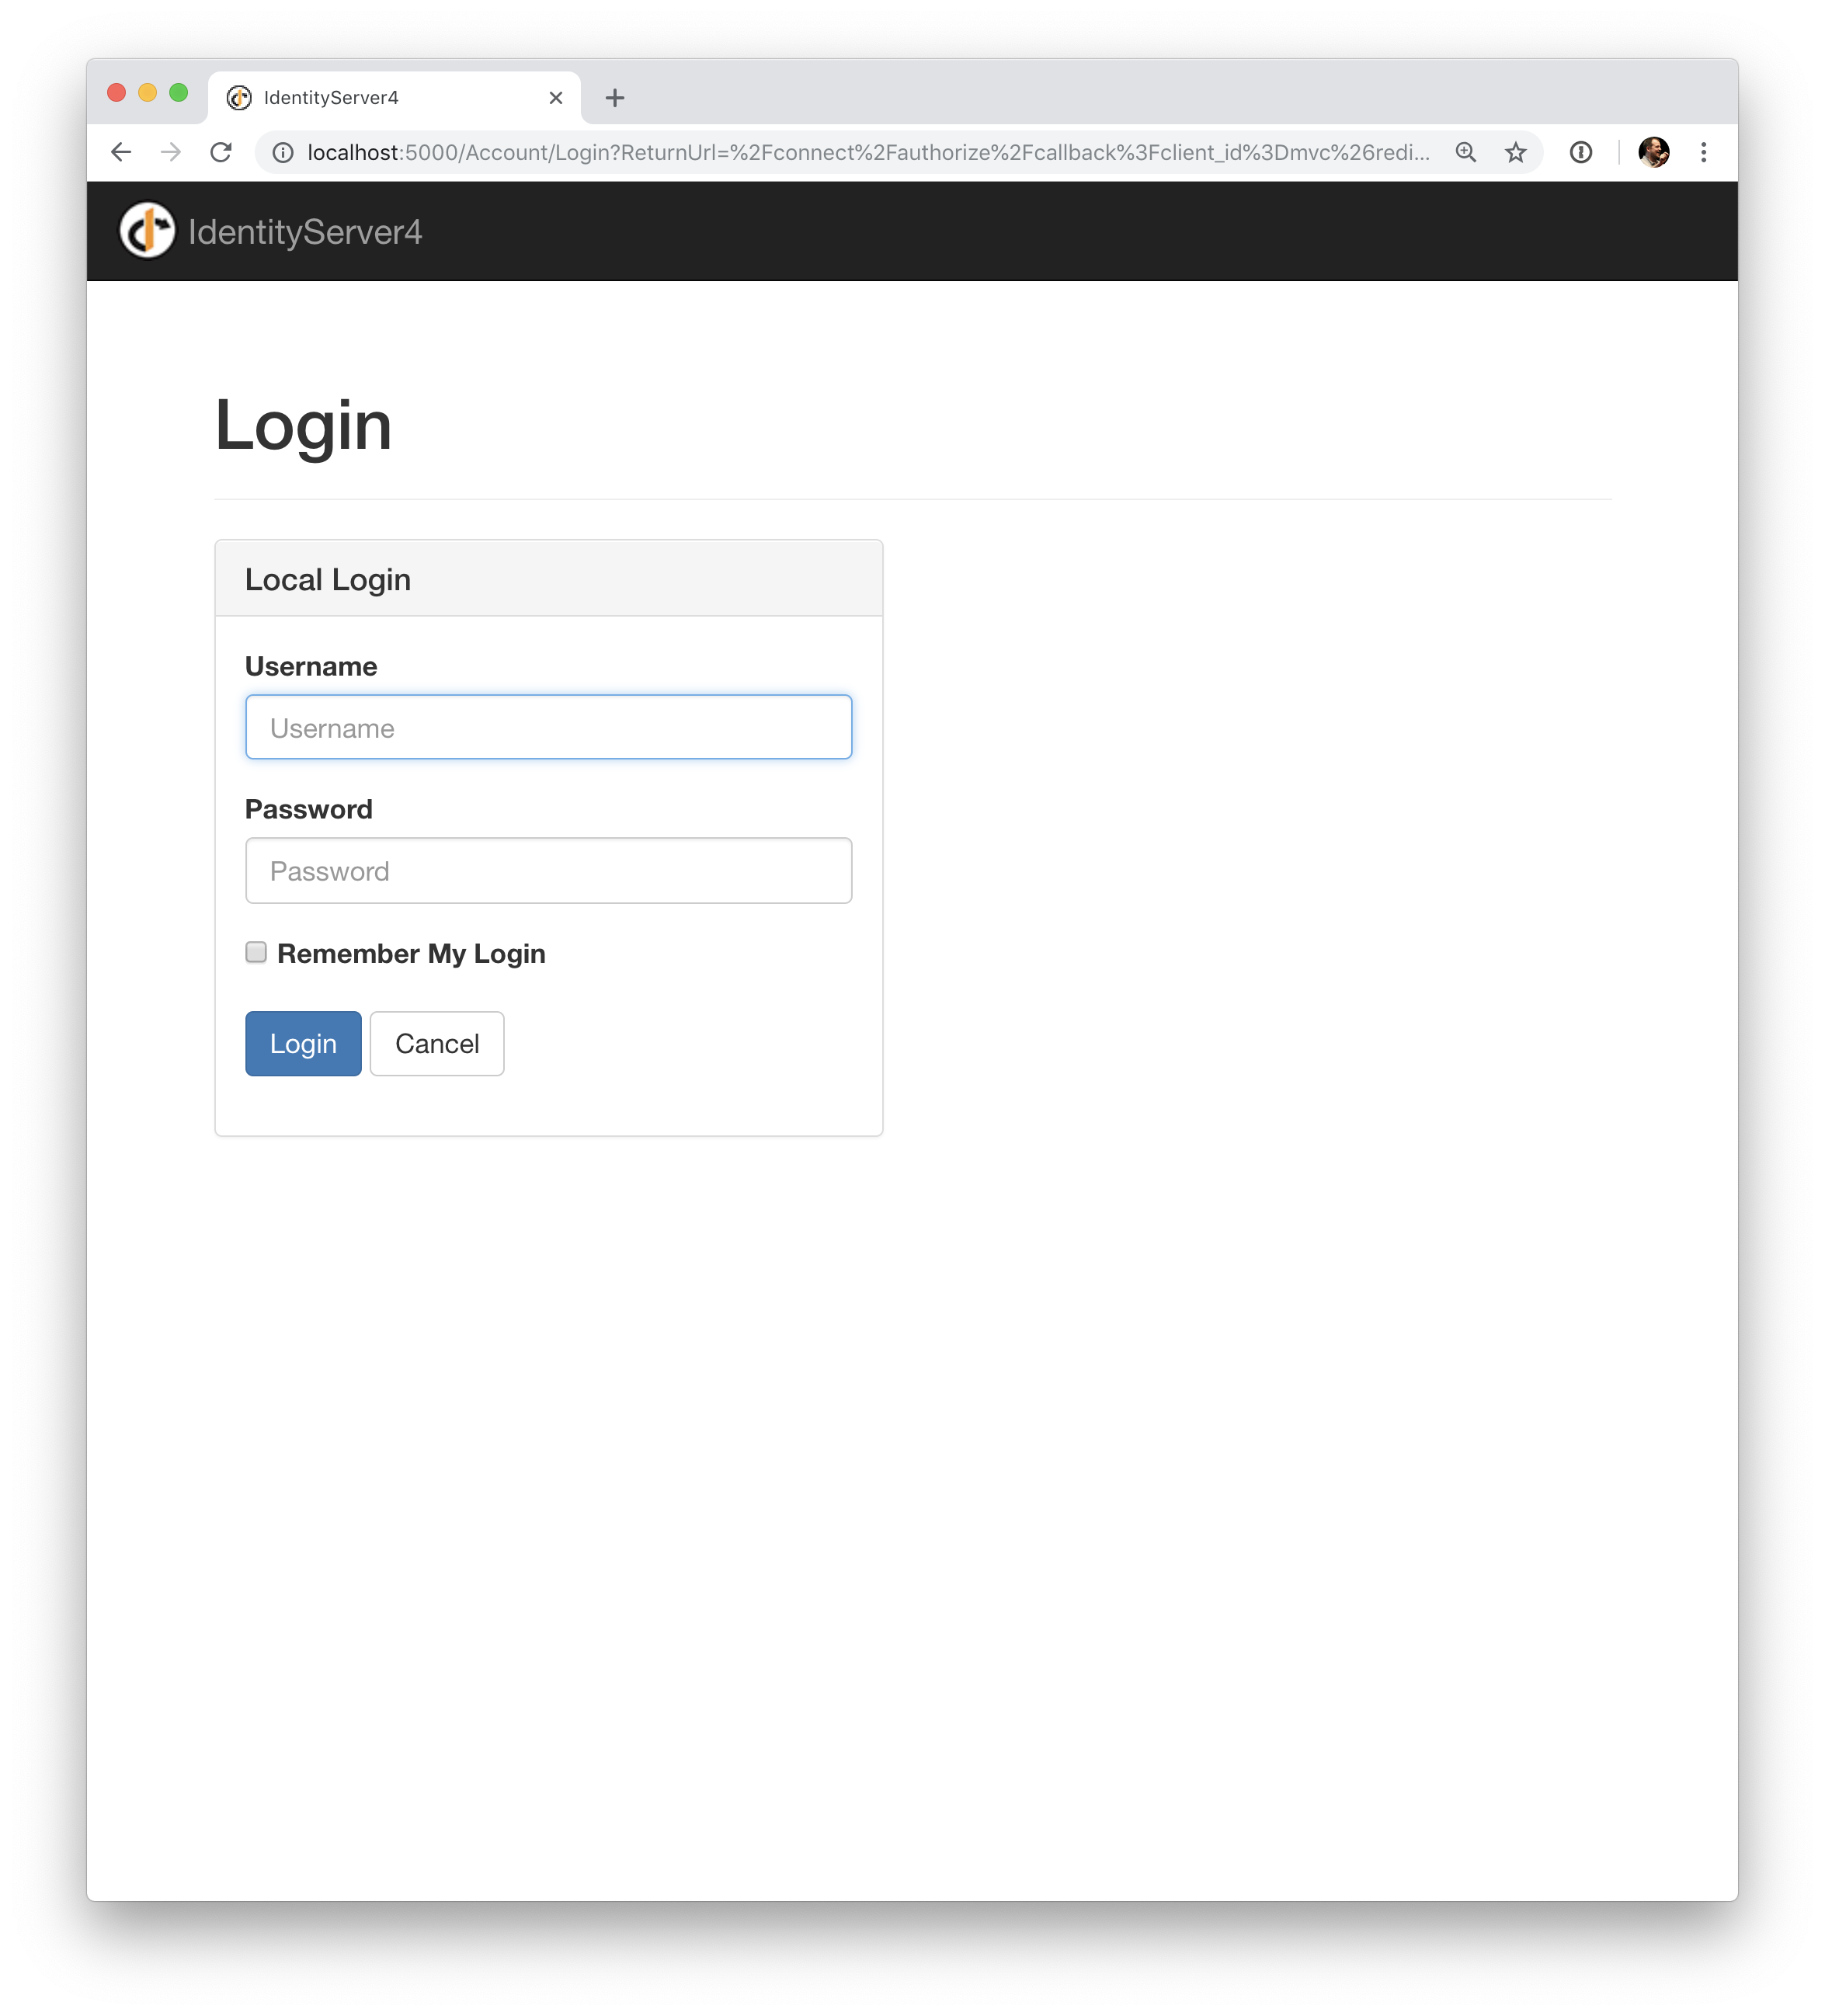 IdentityServer4
localhost:5000/Account/Login?ReturnUrl=%2Fconnect%2Fauthorize%2Fcallback%3Fclient_id%3Dmvc%26redi...
IdentityServer4
Login
Local Login
Username
Username
Password
Password
Remember My Login
Login Cancel